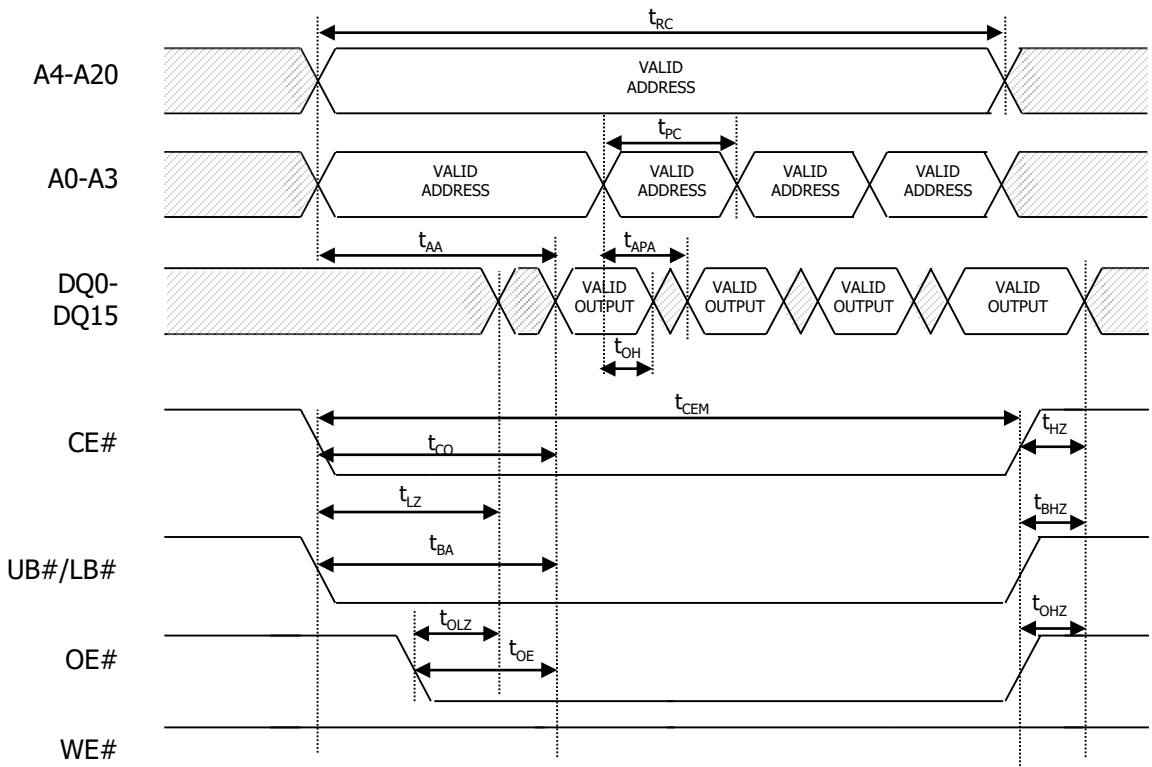 tRC
A4-A20
VALID
ADDRESS
tPC
A0-A3
VALID
ADDRESS
VALID
ADDRESS
VALID
ADDRESS
VALID
ADDRESS
tAA
tAPA
DQ0-
DQ15
VALID
OUTPUT
VALID
OUTPUT
VALID
OUTPUT
VALID
OUTPUT
tOH
tCEM
CE#
tCO
tHZ
tLZ
tBHZ
UB#/LB#
tBA
tOLZ
tOHZ
OE#
tOE
WE#